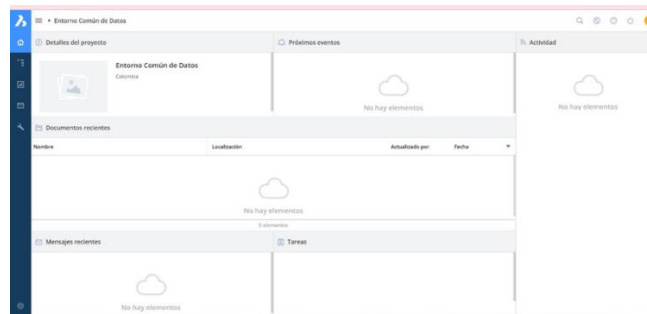 Entorno Común de Datos
Detalles del proyecto
Próximos eventos
Actividad
Entorno Común de Datos
Colombia
No hay elementos
No hay elementos
Documentos recientes
Nombre
Localización
Actualizado por
Fecha
No hay elementos
0 elementos
Mensajes recientes
Tareas
No hay elementos